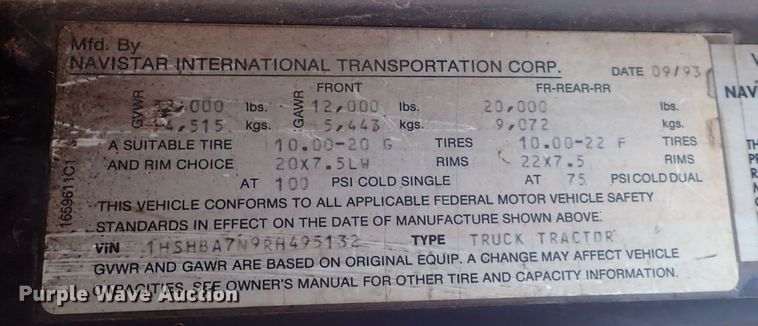 Mfd. By
NAVISTAR INTERNATIONAL TRANSPORTATION CORP. DATE 09/93
FRONT FR-REAR-RR
GVWR 32,000 lbs. GAWR 12,000 lbs. 20,000 lbs.
4,515 kgs. 5,443 kgs. 9,072 kgs.
A SUITABLE TIRE 10.00-20 G TIRES 10.00-22 F TIRES
AND RIM CHOICE 20X7.5LW RIMS 22X7.5 RIMS
AT 100 PSI COLD SINGLE AT 75 PSI COLD DUAL
THIS VEHICLE CONFORMS TO ALL APPLICABLE FEDERAL MOTOR VEHICLE SAFETY
STANDARDS IN EFFECT ON THE DATE OF MANUFACTURE SHOWN ABOVE.
VIN 1HSHBA7N9RH495132 TYPE TRUCK TRACTOR
GVWR AND GAWR ARE BASED ON ORIGINAL EQUIP. A CHANGE MAY AFFECT VEHICLE
CAPACITIES. SEE OWNER'S MANUAL FOR OTHER TIRE AND CAPACITY INFORMATION.
1659611C1
Purple Wave Auction